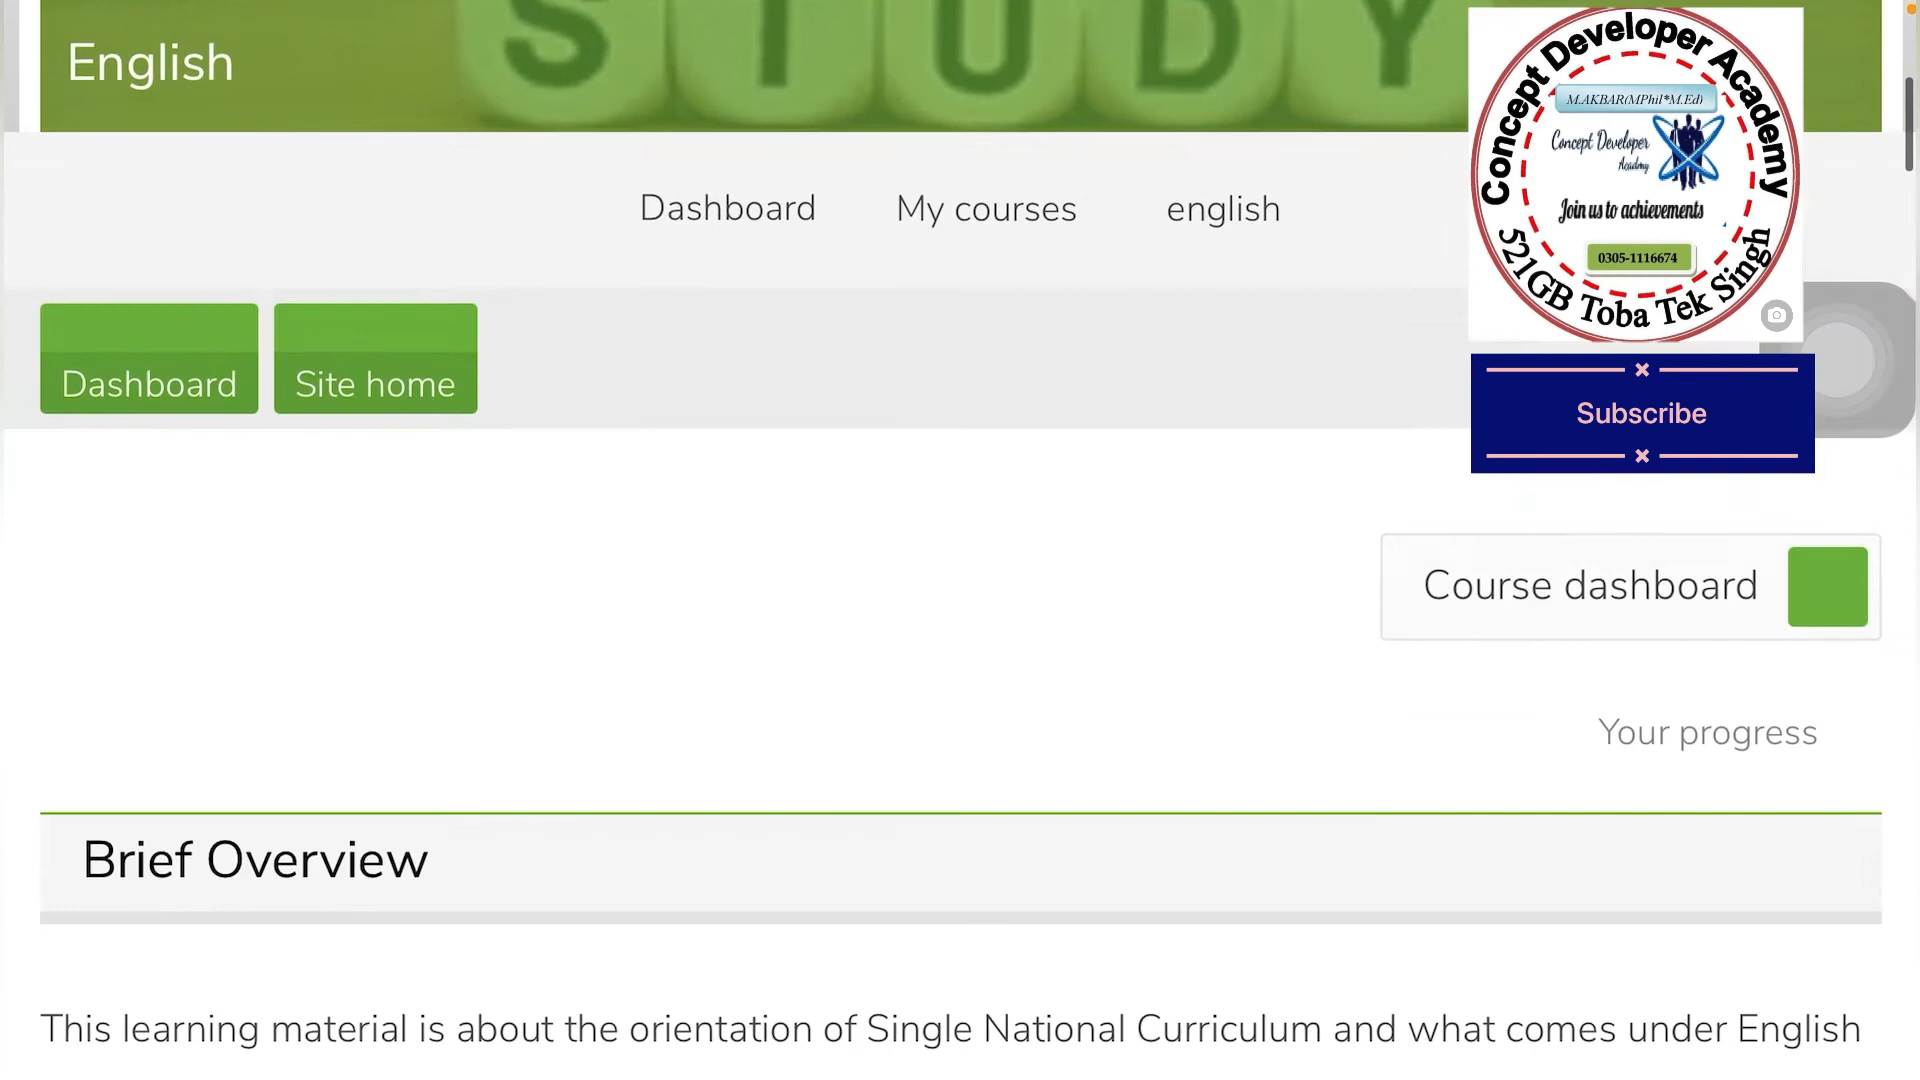 STUDY
English
Concept Developer Academy
M.AKBAR(MPhil*M.Ed)
Concept Developer
Academy
Join us to achievements
0305-1116674
521GB Toba Tek Singh
Dashboard My courses english
Dashboard Site home
Subscribe
Course dashboard
Your progress
Brief Overview
This learning material is about the orientation of Single National Curriculum and what comes under English